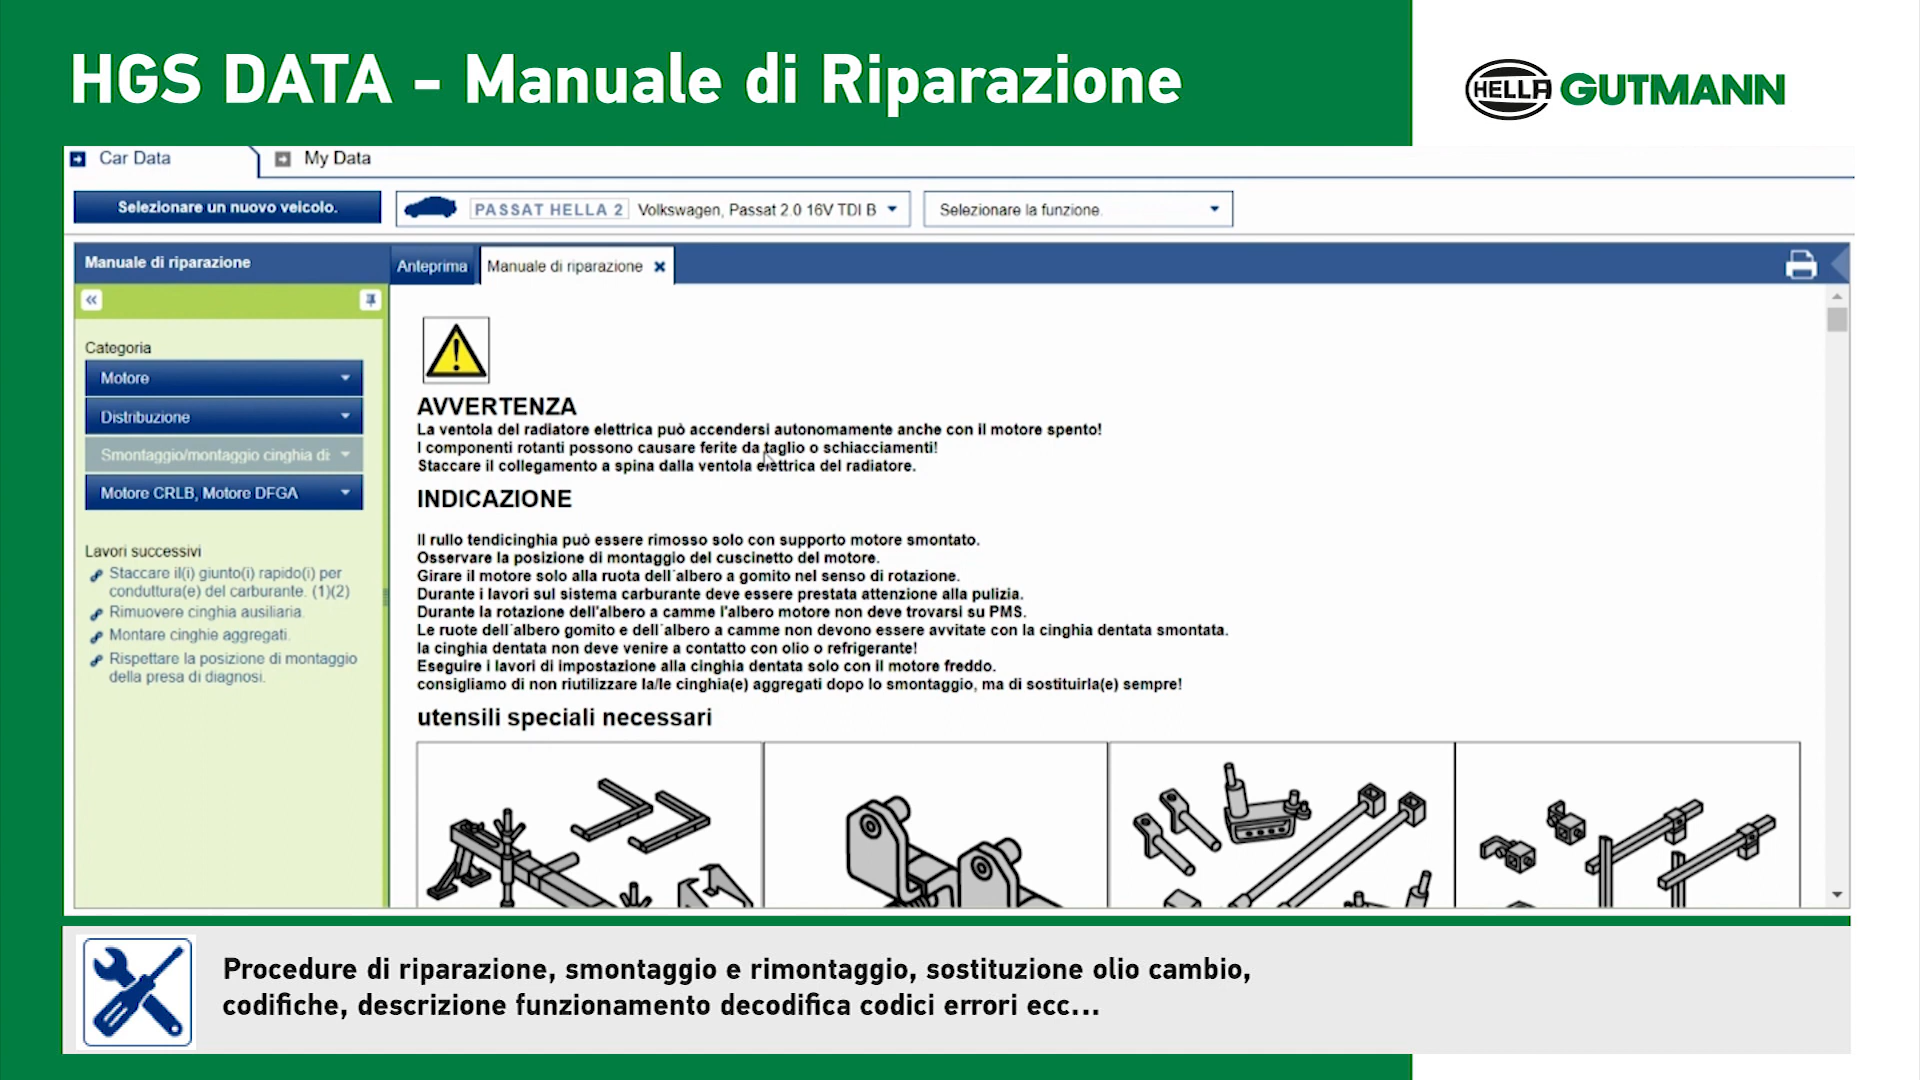 HGS DATA - Manuale di Riparazione
HELLA GUTMANN
Car Data
My Data
Selezionare un nuovo veicolo.
PASSAT HELLA 2 Volkswagen, Passat 2.0 16V TDI B
Selezionare la funzione.
Manuale di riparazione
Anteprima
Manuale di riparazione
Categoria
Motore
Distribuzione
Smontaggio/montaggio cinghia di
Motore CRLB, Motore DFGA
Lavori successivi
Staccare il(i) giunto(i) rapido(i) per
conduttura(e) del carburante. (1)(2)
Rimuovere cinghia ausiliaria.
Montare cinghie aggregati.
Rispettare la posizione di montaggio
della presa di diagnosi.
AVVERTENZA
La ventola del radiatore elettrica può accendersi autonomamente anche con il motore spento!
I componenti rotanti possono causare ferite da taglio o schiacciamenti!
Staccare il collegamento a spina dalla ventola elettrica del radiatore.
INDICAZIONE
Il rullo tendicinghia può essere rimosso solo con supporto motore smontato.
Osservare la posizione di montaggio del cuscinetto del motore.
Girare il motore solo alla ruota dell´albero a gomito nel senso di rotazione.
Durante i lavori sul sistema carburante deve essere prestata attenzione alla pulizia.
Durante la rotazione dell'albero a camme l'albero motore non deve trovarsi su PMS.
Le ruote dell´albero gomito e dell´albero a camme non devono essere avvitate con la cinghia dentata smontata.
la cinghia dentata non deve venire a contatto con olio o refrigerante!
Eseguire i lavori di impostazione alla cinghia dentata solo con il motore freddo.
consigliamo di non riutilizzare la/le cinghia(e) aggregati dopo lo smontaggio, ma di sostituirla(e) sempre!
utensili speciali necessari
Procedure di riparazione, smontaggio e rimontaggio, sostituzione olio cambio,
codifiche, descrizione funzionamento decodifica codici errori ecc...